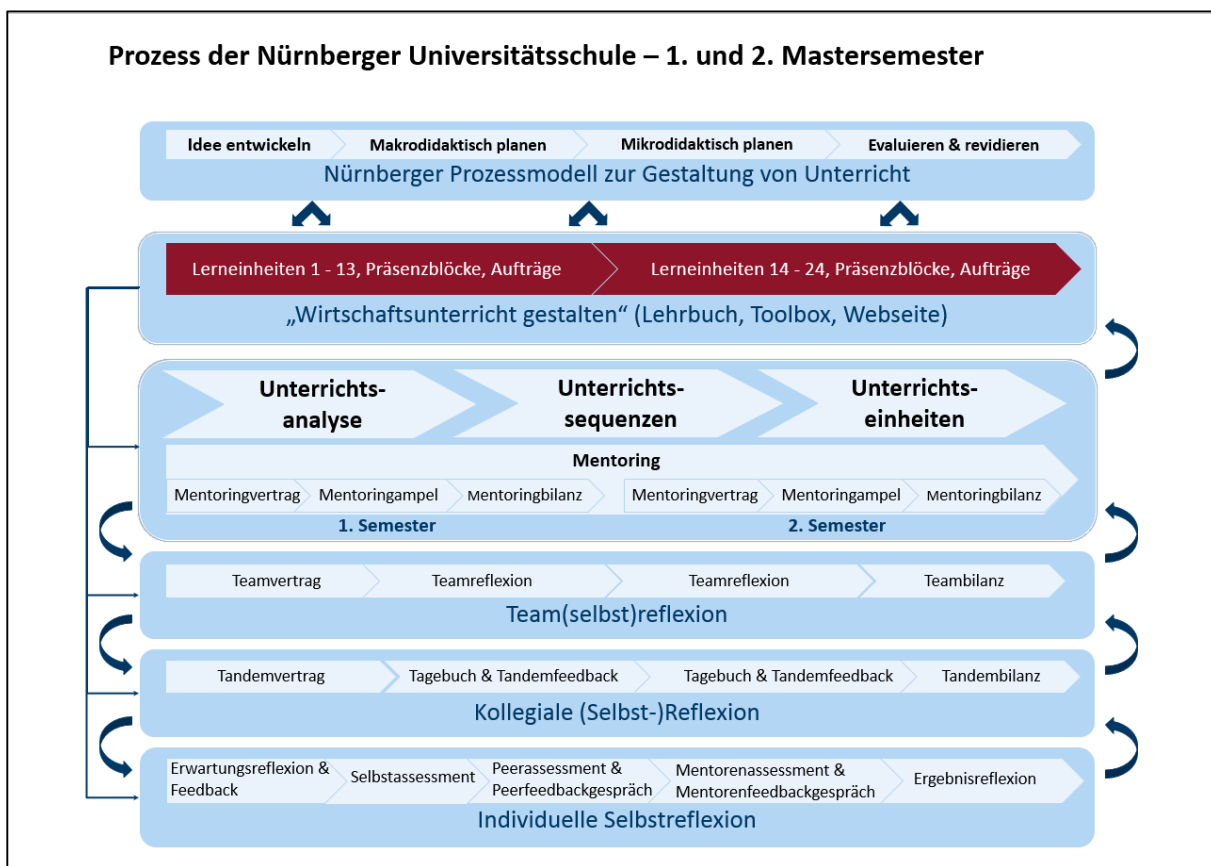 Prozess der Nürnberger Universitätsschule – 1. und 2. Mastersemester
Idee entwickeln
Makrodidaktisch planen
Mikrodidaktisch planen
Evaluieren & revidieren
Nürnberger Prozessmodell zur Gestaltung von Unterricht
Lerneinheiten 1 - 13, Präsenzblöcke, Aufträge
Lerneinheiten 14 - 24, Präsenzblöcke, Aufträge
„Wirtschaftsunterricht gestalten“ (Lehrbuch, Toolbox, Webseite)
Unterrichts-
analyse
Unterrichts-
sequenzen
Unterrichts-
einheiten
Mentoring
Mentoringvertrag
Mentoringampel
Mentoringbilanz
Mentoringvertrag
Mentoringampel
Mentoringbilanz
1. Semester
2. Semester
Teamvertrag
Teamreflexion
Teamreflexion
Teambilanz
Team(selbst)reflexion
Tandemvertrag
Tagebuch & Tandemfeedback
Tagebuch & Tandemfeedback
Tandembilanz
Kollegiale (Selbst-)Reflexion
Erwartungsreflexion &
Feedback
Selbstassessment
Peerassessment &
Peerfeedbackgespräch
Mentorenassessment &
Mentorenfeedbackgespräch
Ergebnisreflexion
Individuelle Selbstreflexion